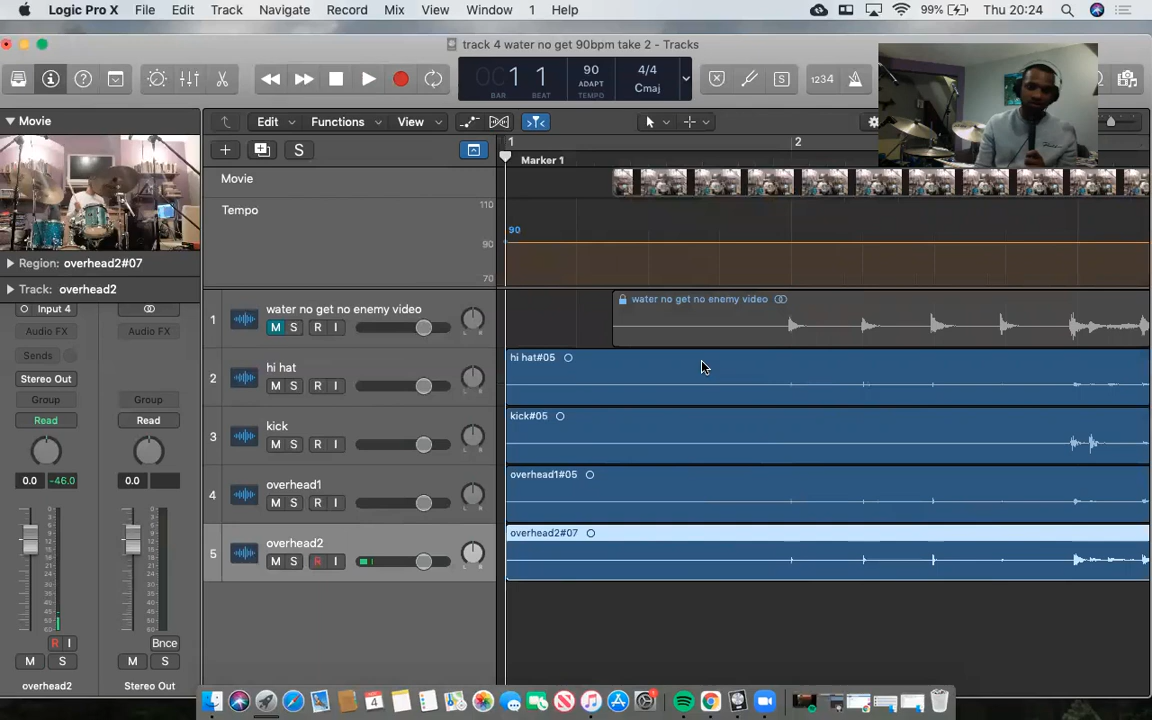 Logic Pro X File Edit Track Navigate Record Mix View Window 1 Help 99% Thu 20:24
track 4 water no get 90bpm take 2 - Tracks
001 1 90 4/4
BAR BEAT ADAPT TEMPO Cmaj
S 1234
Movie Edit Functions View
S 1 2
Marker 1
Movie
Tempo 110
90
90
70
Region: overhead2#07
Track: overhead2
Input 4
Audio FX Audio FX
Sends
Stereo Out
Group Group
Read Read
0.0 -46.0 0.0
R I Bnce
M S M S
overhead2 Stereo Out
1 water no get no enemy video
M S R I
water no get no enemy video
2 hi hat
M S R I
hi hat#05
3 kick
M S R I
kick#05
4 overhead1
M S R I
overhead1#05
5 overhead2
M S R I
overhead2#07